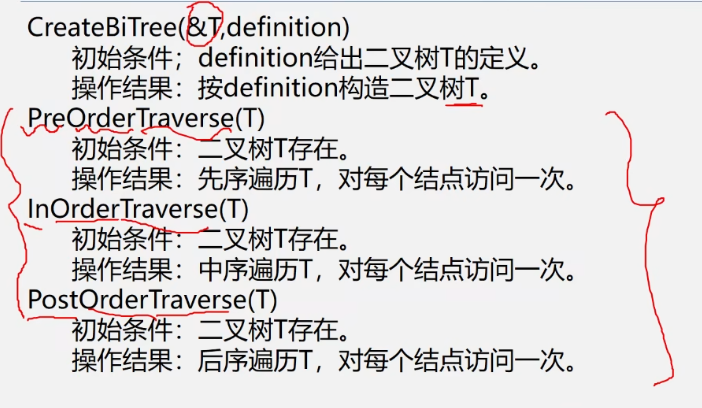 CreateBiTree(&T,definition)
初始条件；definition给出二叉树T的定义。
操作结果：按definition构造二叉树T。
PreOrderTraverse(T)
初始条件：二叉树T存在。
操作结果：先序遍历T，对每个结点访问一次。
InOrderTraverse(T)
初始条件：二叉树T存在。
操作结果：中序遍历T，对每个结点访问一次。
PostOrderTraverse(T)
初始条件：二叉树T存在。
操作结果：后序遍历T，对每个结点访问一次。